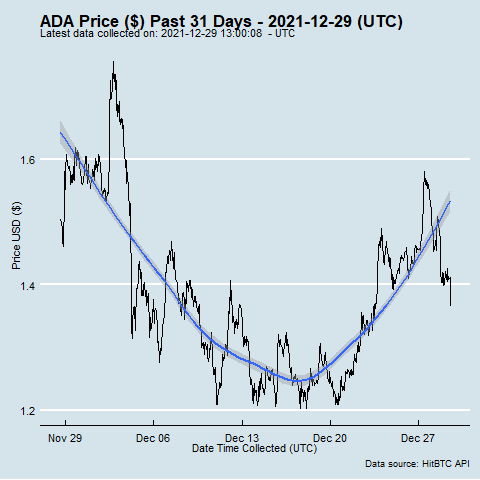 ADA Price ($) Past 31 Days - 2021-12-29 (UTC)
Latest data collected on: 2021-12-29 13:00:08  - UTC
Price USD ($)
1.6
1.4
1.2
Nov 29 Dec 06 Dec 13 Dec 20 Dec 27
Date Time Collected (UTC)
Data source: HitBTC API